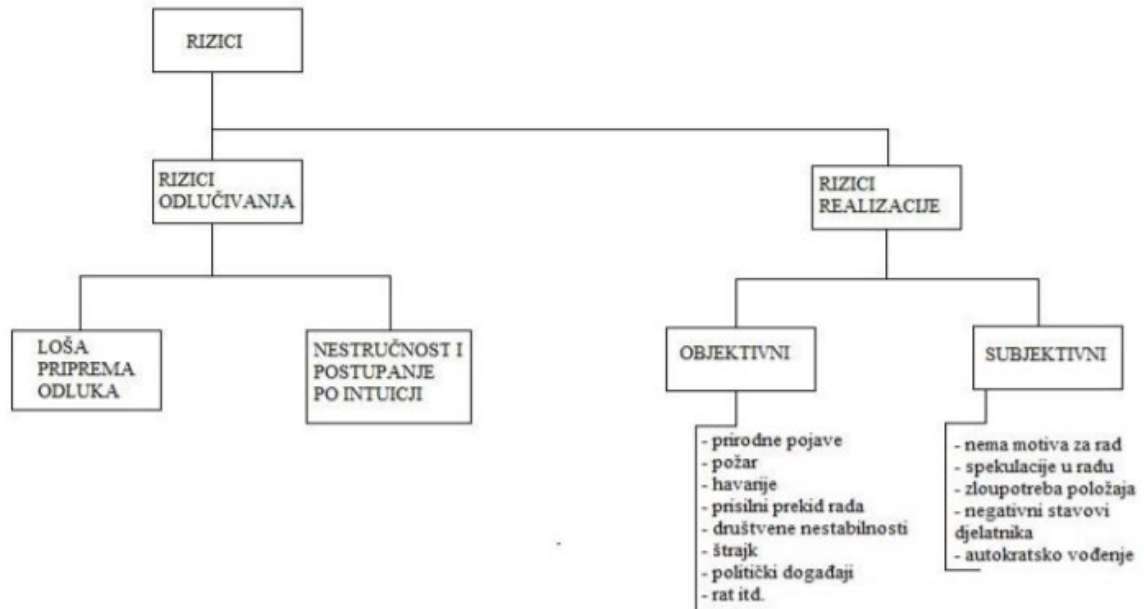 RIZICI
RIZICI
ODLUČIVANJA
RIZICI
REALIZACIJE
LOŠA
PRIPREMA
ODLUKA
NESTRUČNOST I
POSTUPANJE
PO INTUICJI
OBJEKTIVNI
SUBJEKTIVNI
- prirodne pojave
- požar
- havarije
- prisilni prekid rada
- društvene nestabilnosti
- štrajk
- politički događaji
- rat itd.
- nema motiva za rad
- spekulacije u radu
- zloupotreba položaja
- negativni stavovi
djelatnika
- autokratsko vođenje